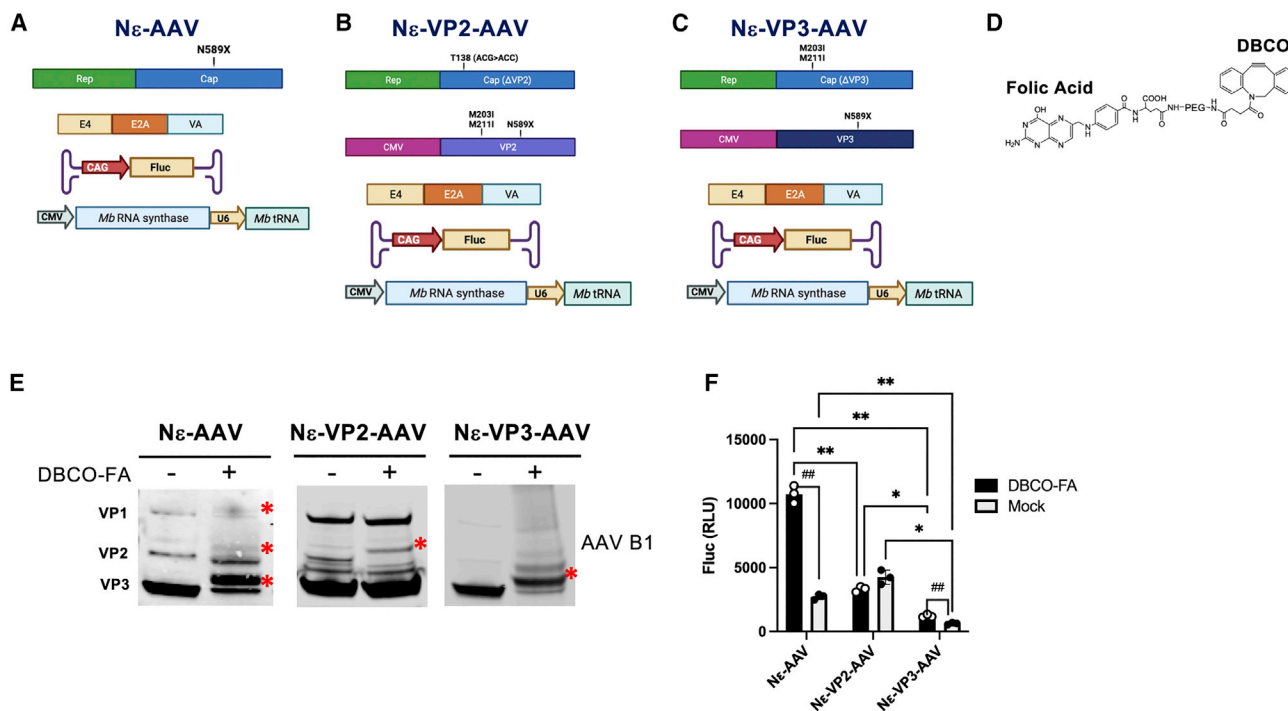 A
Nε-AAV
N589X
Rep
Cap
E4
E2A
VA
CAG
Fluc
CMV
Mb RNA synthase
U6
Mb tRNA
B
Nε-VP2-AAV
T138 (ACG>ACC)
Rep
Cap (ΔVP2)
M203I
M211I
N589X
CMV
VP2
E4
E2A
VA
CAG
Fluc
CMV
Mb RNA synthase
U6
Mb tRNA
C
Nε-VP3-AAV
M203I
M211I
Rep
Cap (ΔVP3)
N589X
CMV
VP3
E4
E2A
VA
CAG
Fluc
CMV
Mb RNA synthase
U6
Mb tRNA
D
DBCO
Folic Acid
OH
N
N
H₂N
N
N
N
H
O
N
H
COOH
O
NH
PEG
H
N
O
N
O
E
Nε-AAV
Nε-VP2-AAV
Nε-VP3-AAV
DBCO-FA
-
+
-
+
-
+
VP1
*
VP2
*
VP3
*
*
*
AAV B1
F
**
**
**
##
*
*
##
Fluc (RLU)
15000
10000
5000
0
DBCO-FA
Mock
Nε-AAV
Nε-VP2-AAV
Nε-VP3-AAV